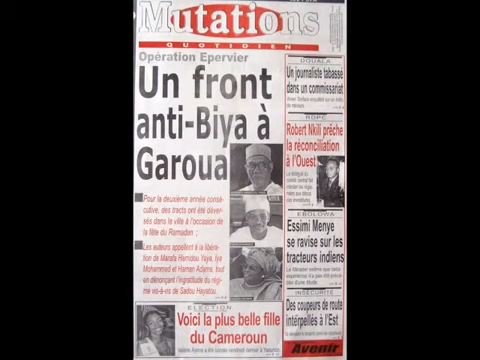 Mutations
QUOTIDIEN
Opération Epervier
Un front
anti-Biya à
Garoua
Pour la deuxième année consé-
cutive, des tracts ont été déver-
sés dans la ville à l'occasion de
la fête du Ramadan ;
Les auteurs appellent à la libéra-
tion de Marafa Hamidou Yaya, Iya
Mohammed et Haman Adama, tout
en dénonçant l'ingratitude du régi-
me vis-à-vis de Sadou Hayatou.
ELECTION
Voici la plus belle fille
du Cameroun
DOUALA
Un journaliste tabassé
dans un commissariat
RDPC
Robert Nkili prêche
la réconciliation
à l'Ouest
EBOLOWA
Essimi Menye
se ravise sur les
tracteurs indiens
INSÉCURITÉ
Des coupeurs de route
interpellés à l'Est
Avenir